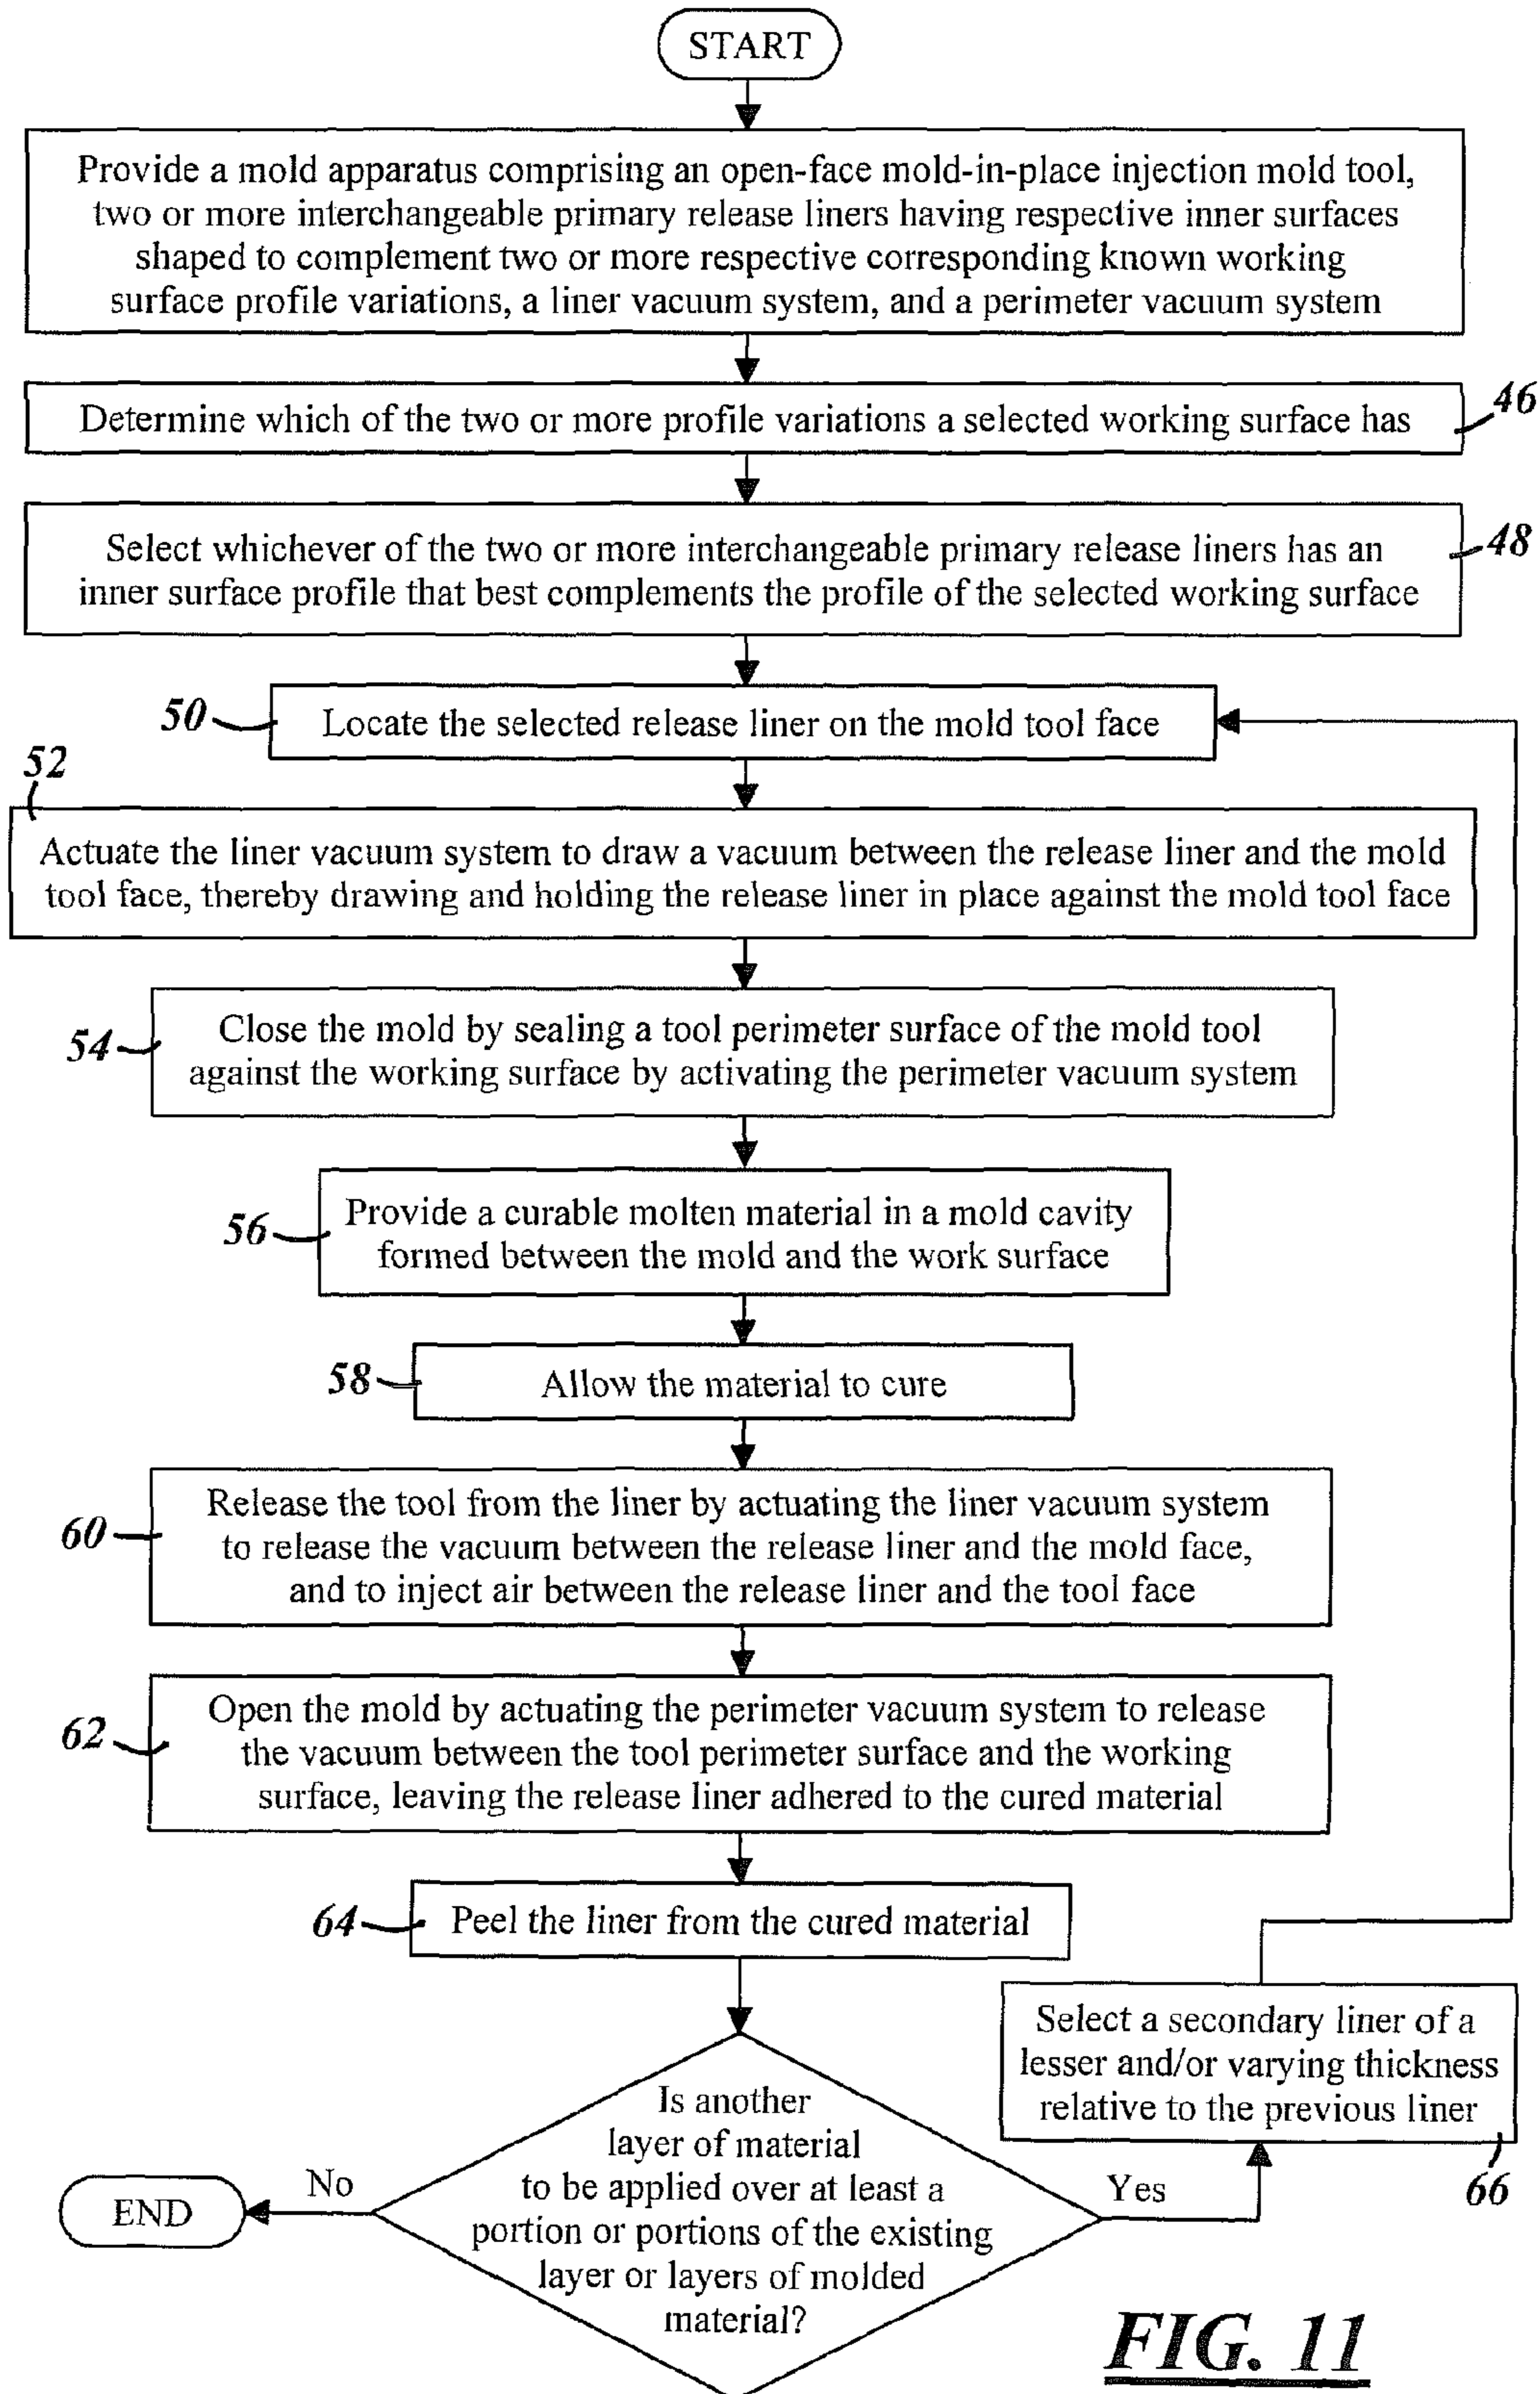 START
Provide a mold apparatus comprising an open-face mold-in-place injection mold tool,
two or more interchangeable primary release liners having respective inner surfaces
shaped to complement two or more respective corresponding known working
surface profile variations, a liner vacuum system, and a perimeter vacuum system
Determine which of the two or more profile variations a selected working surface has
46
Select whichever of the two or more interchangeable primary release liners has an
inner surface profile that best complements the profile of the selected working surface
48
50
Locate the selected release liner on the mold tool face
52
Actuate the liner vacuum system to draw a vacuum between the release liner and the mold
tool face, thereby drawing and holding the release liner in place against the mold tool face
54
Close the mold by sealing a tool perimeter surface of the mold tool
against the working surface by activating the perimeter vacuum system
56
Provide a curable molten material in a mold cavity
formed between the mold and the work surface
58
Allow the material to cure
60
Release the tool from the liner by actuating the liner vacuum system
to release the vacuum between the release liner and the mold face,
and to inject air between the release liner and the tool face
62
Open the mold by actuating the perimeter vacuum system to release
the vacuum between the tool perimeter surface and the working
surface, leaving the release liner adhered to the cured material
64
Peel the liner from the cured material
Is another
layer of material
to be applied over at least a
portion or portions of the existing
layer or layers of molded
material?
No
END
Yes
Select a secondary liner of a
lesser and/or varying thickness
relative to the previous liner
66
FIG. 11